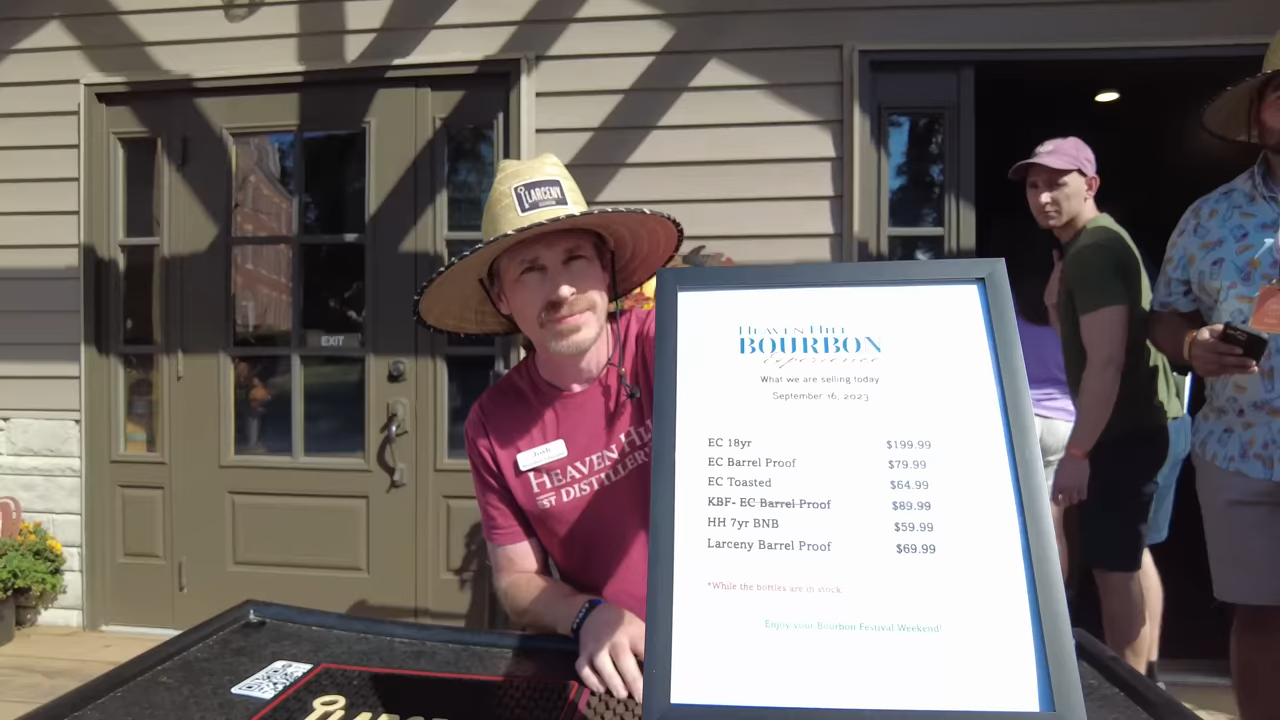 LARCENY
EXIT
Josh
HEAVEN HILL
EST DISTILLERY
HEAVEN HILL
BOURBON
Experience
What we are selling today
September 16, 2023
EC 18yr $199.99
EC Barrel Proof $79.99
EC Toasted $64.99
KBF- EC Barrel Proof $89.99
HH 7yr BNB $59.99
Larceny Barrel Proof $69.99
*While the bottles are in stock.
Enjoy your Bourbon Festival Weekend!
LARC